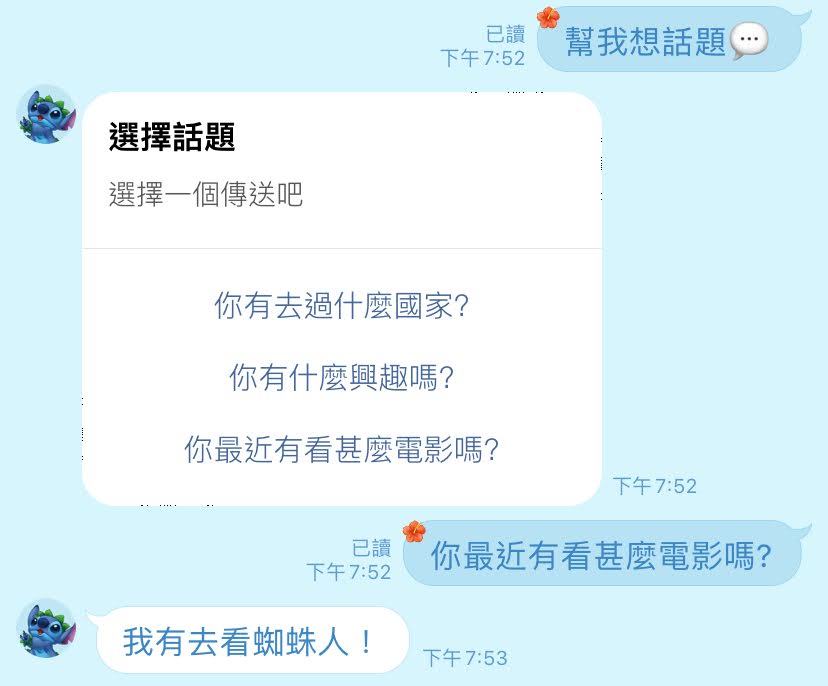 幫我想話題
已讀
下午 7:52
選擇話題
選擇一個傳送吧
你有去過什麼國家?
你有什麼興趣嗎?
你最近有看甚麼電影嗎?
下午 7:52
你最近有看甚麼電影嗎?
已讀
下午 7:52
我有去看蜘蛛人！
下午 7:53